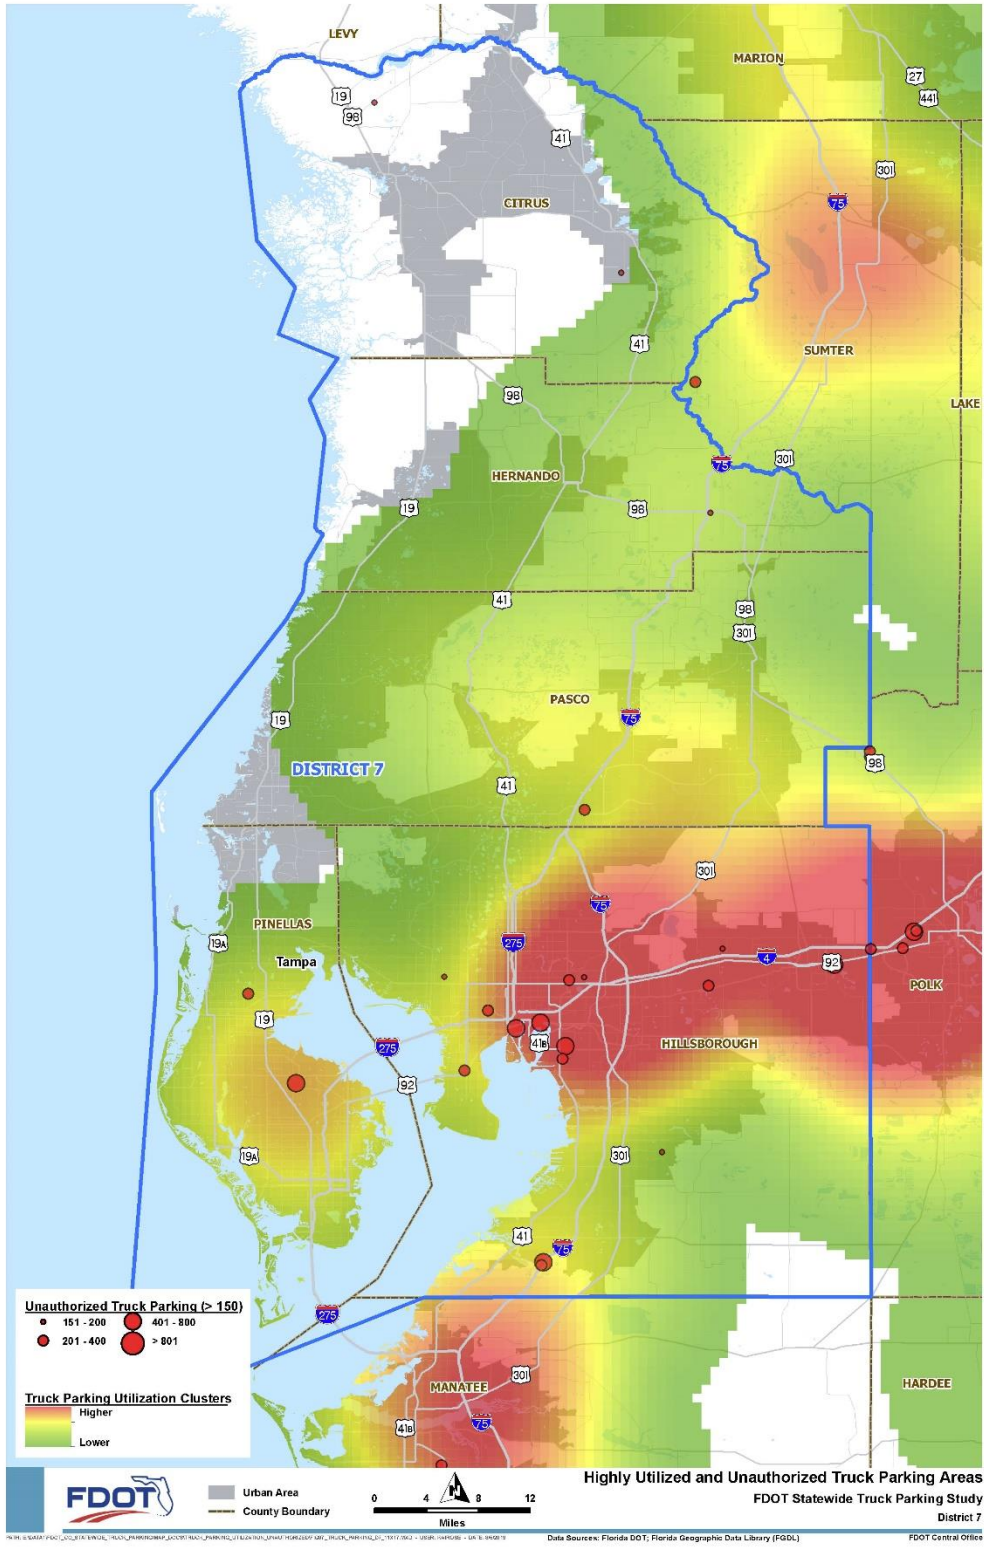 LEVY
MARION
27
441
19
98
41
301
75
CITRUS
41
SUMTER
98
LAKE
301
75
HERNANDO
19
98
41
98
301
PASCO
75
19
DISTRICT 7
41
98
301
75
PINELLAS
19A
275
Tampa
4
92
POLK
19
41B
HILLSBOROUGH
275
92
19A
301
41
75
275
301
MANATEE
HARDEE
41B
75
Unauthorized Truck Parking (> 150)
151 - 200
401 - 800
201 - 400
> 801
Truck Parking Utilization Clusters
Higher
Lower
FDOT
Urban Area
County Boundary
N
0 4 8 12
Miles
Highly Utilized and Unauthorized Truck Parking Areas
FDOT Statewide Truck Parking Study
District 7
Data Sources: Florida DOT; Florida Geographic Data Library (FGDL)
FDOT Central Office